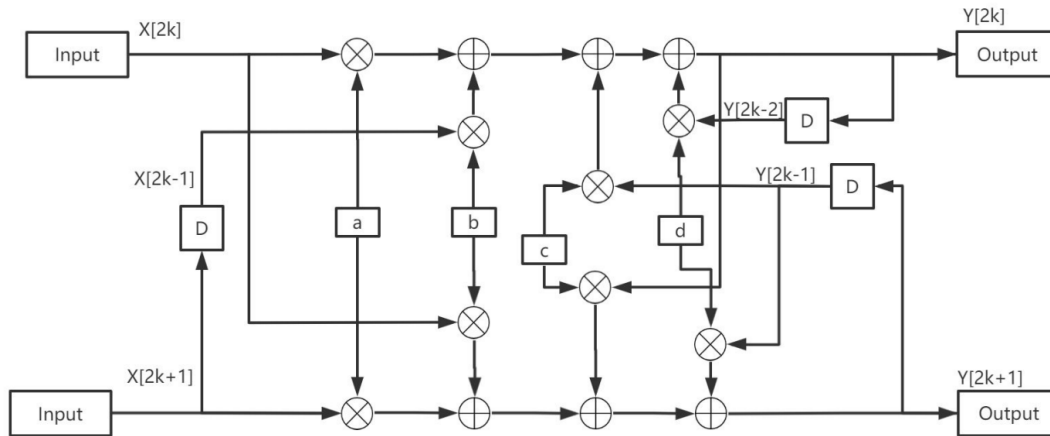 X[2k]
Y[2k]
Input
Output
Y[2k-2]
D
X[2k-1]
Y[2k-1]
D
D
a
b
c
d
X[2k+1]
Y[2k+1]
Input
Output